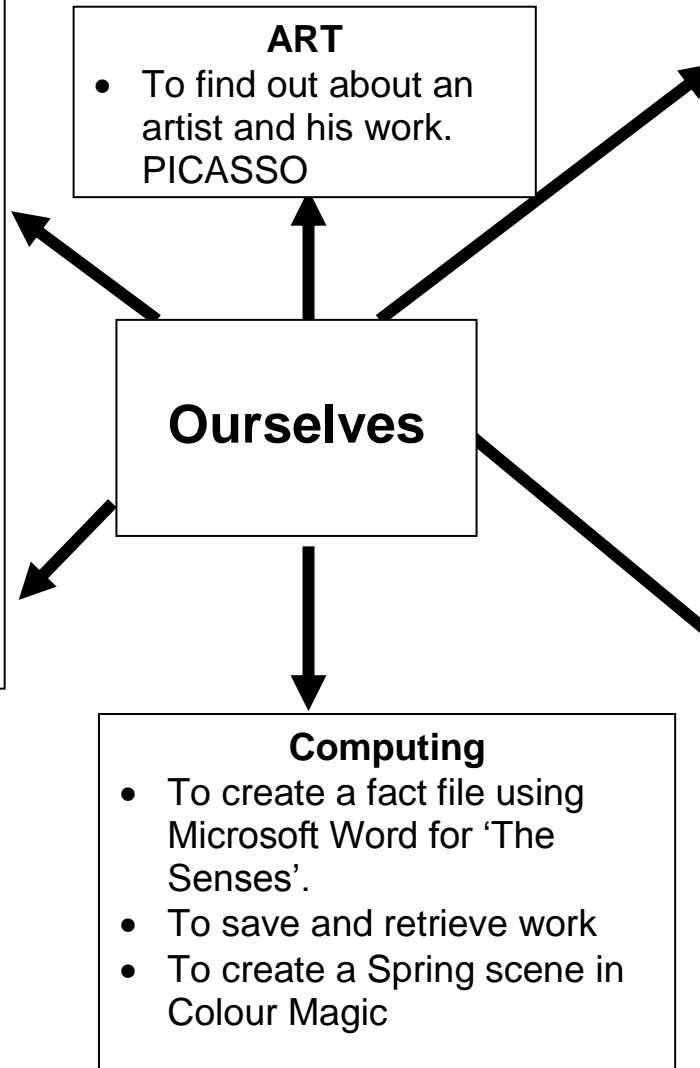 ART
• To find out about an
artist and his work.
PICASSO
Ourselves
Computing
• To create a fact file using
Microsoft Word for ‘The
Senses’.
• To save and retrieve work
• To create a Spring scene in
Colour Magic